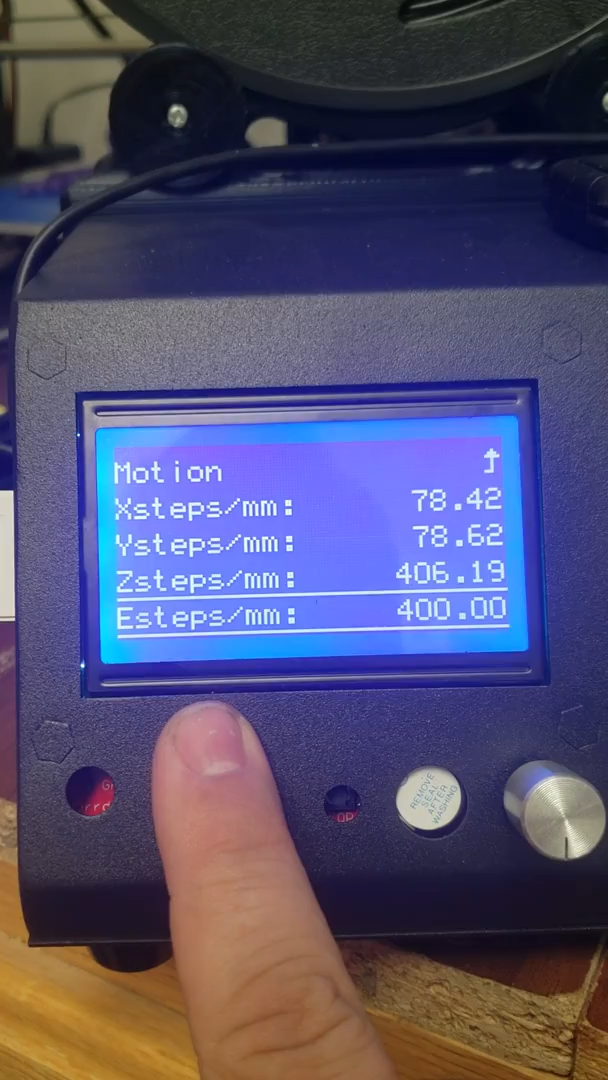 Motion
Xsteps/mm: 78.42
Ysteps/mm: 78.62
Zsteps/mm: 406.19
Esteps/mm: 400.00
REMOVE
SEAL
AFTER
WASHING